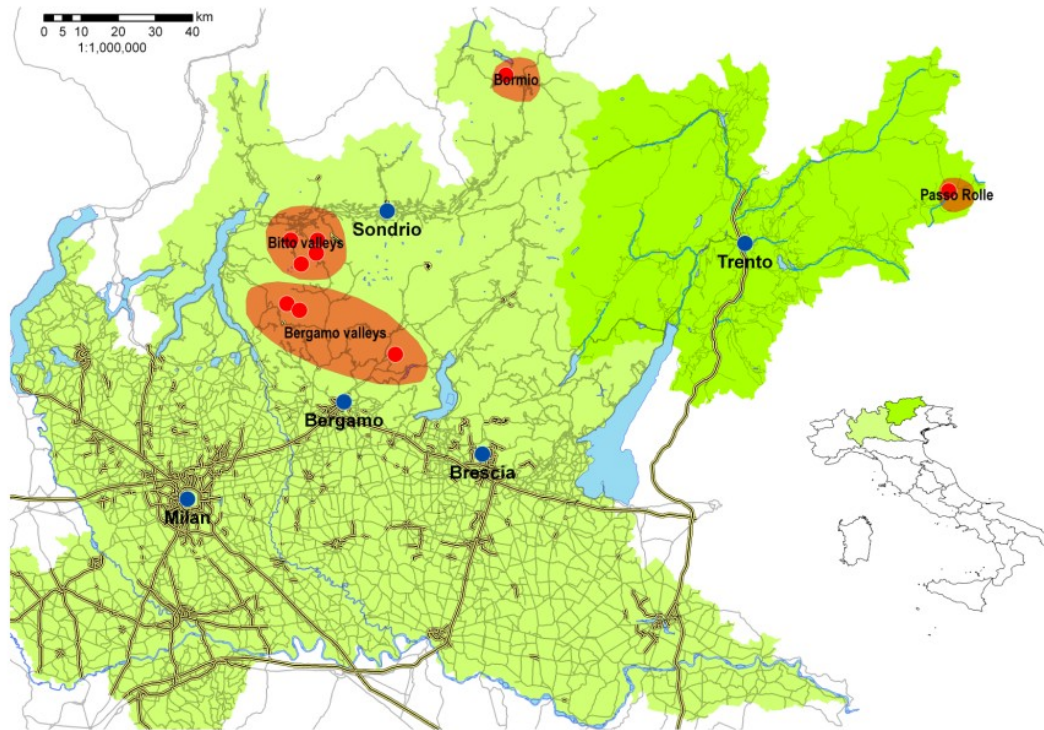 km
0 5 10 20 30 40
1:1,000,000
Bormio
Passo Rolle
Sondrio
Bitto valleys
Trento
Bergamo valleys
Bergamo
Brescia
Milan